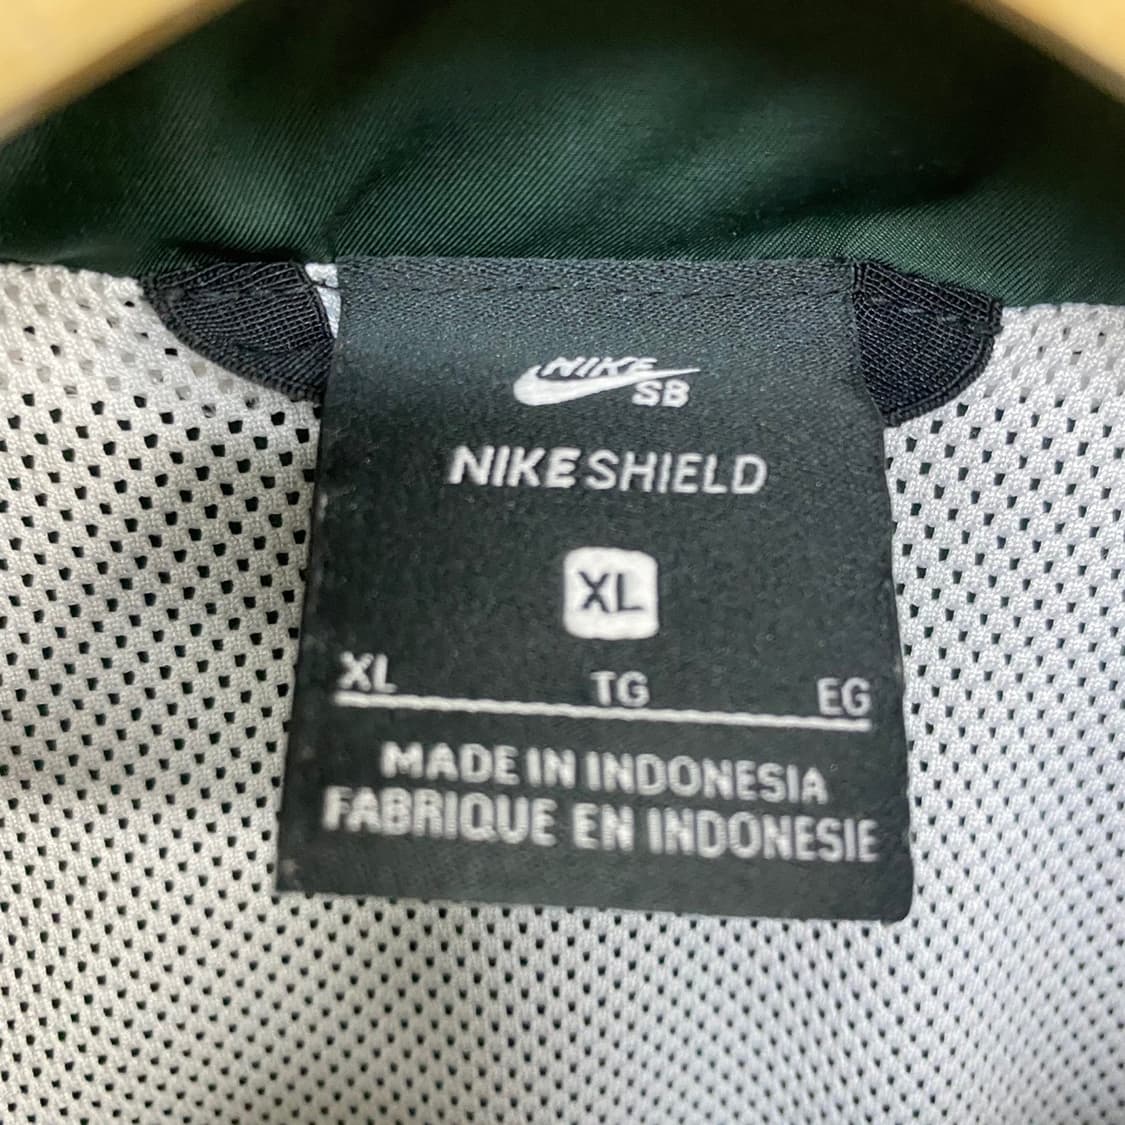 NIKE
SB
NIKE SHIELD
XL
XL TG EG
MADE IN INDONESIA
FABRIQUE EN INDONESIE